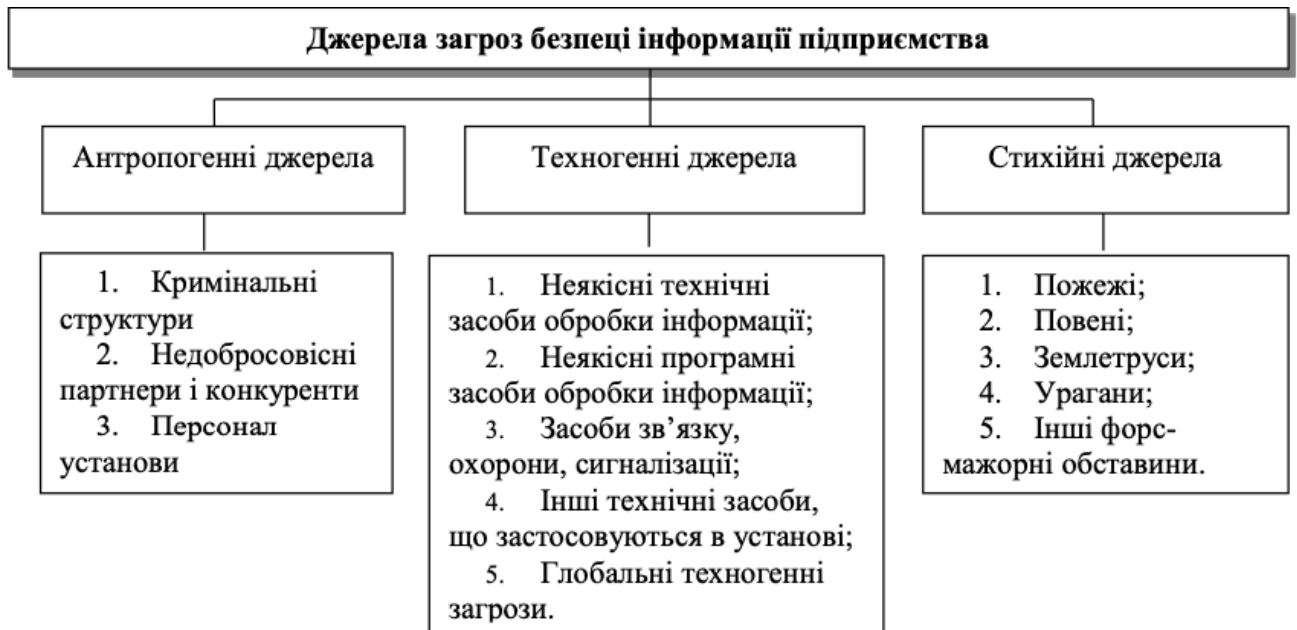 Джерела загроз безпеці інформації підприємства
Антропогенні джерела
1. Кримінальні
структури
2. Недобросовісні
партнери і конкуренти
3. Персонал
установи
Техногенні джерела
1. Неякісні технічні
засоби обробки інформації;
2. Неякісні програмні
засоби обробки інформації;
3. Засоби зв’язку,
охорони, сигналізації;
4. Інші технічні засоби,
що застосовуються в установі;
5. Глобальні техногенні
загрози.
Стихійні джерела
1. Пожежі;
2. Повені;
3. Землетруси;
4. Урагани;
5. Інші форс-
мажорні обставини.